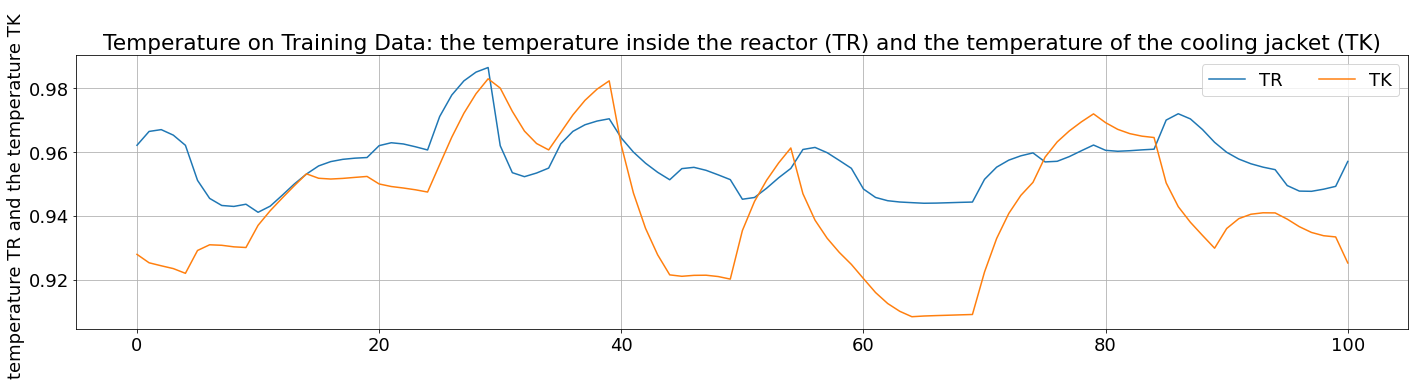 Temperature on Training Data: the temperature inside the reactor (TR) and the temperature of the cooling jacket (TK)
temperature TR and the temperature TK
TR
TK
0.98
0.96
0.94
0.92
0
20
40
60
80
100